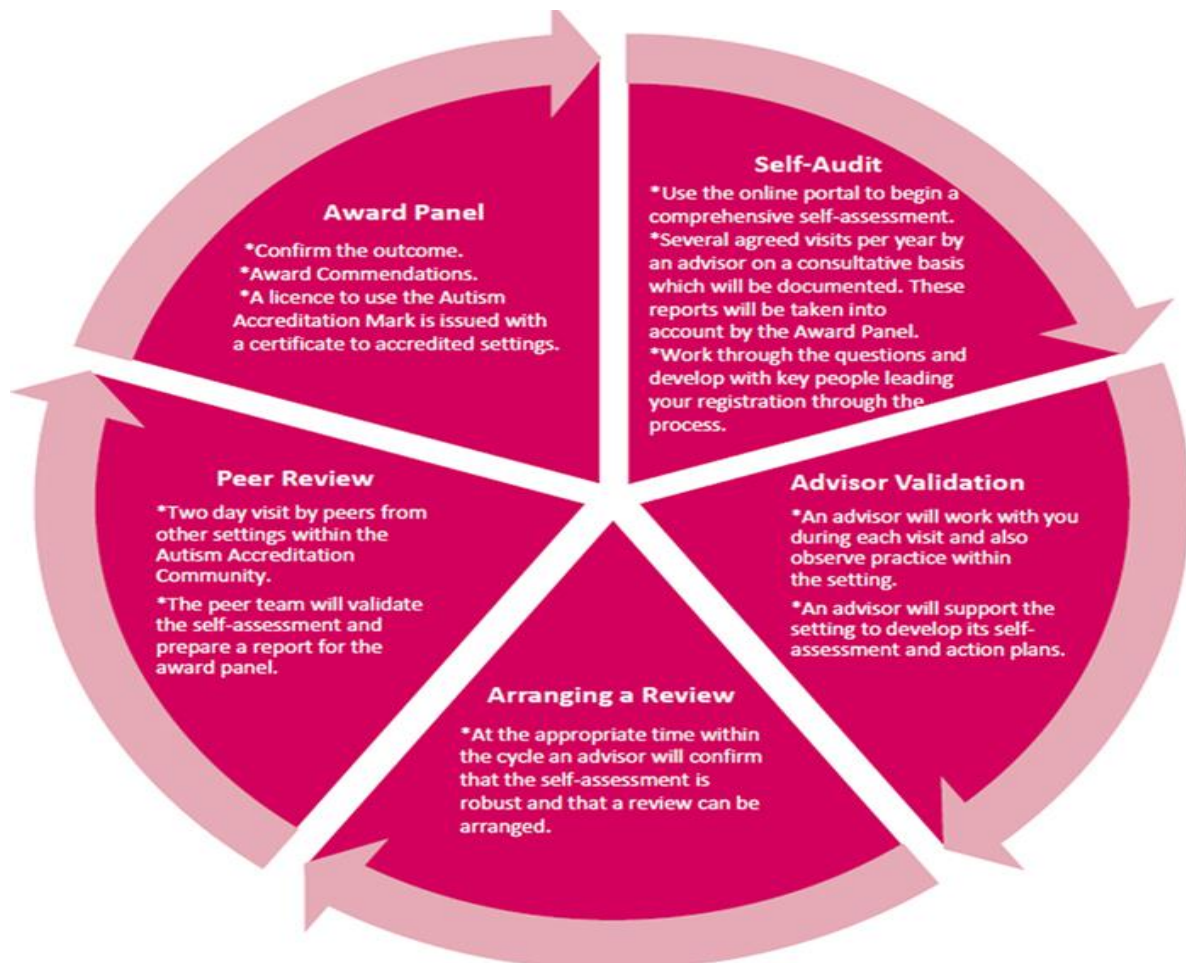 Self-Audit
*Use the online portal to begin a
comprehensive self-assessment.
*Several agreed visits per year by
an advisor on a consultative basis
which will be documented. These
reports will be taken into
account by the Award Panel.
*Work through the questions and
develop with key people leading
your registration through the
process.
Advisor Validation
*An advisor will work with you
during each visit and also
observe practice within
the setting.
*An advisor will support the
setting to develop its self-
assessment and action plans.
Arranging a Review
*At the appropriate time within
the cycle an advisor will confirm
that the self-assessment is
robust and that a review can be
arranged.
Peer Review
*Two day visit by peers from
other settings within the
Autism Accreditation
Community.
*The peer team will validate
the self-assessment and
prepare a report for the
award panel.
Award Panel
*Confirm the outcome.
*Award Commendations.
*A licence to use the Autism
Accreditation Mark is issued with
a certificate to accredited settings.